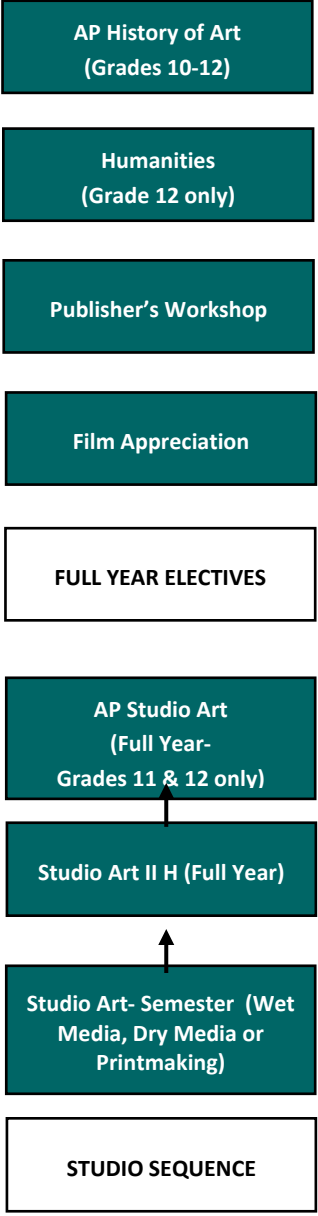 AP History of Art
(Grades 10-12)
Humanities
(Grade 12 only)
Publisher’s Workshop
Film Appreciation
FULL YEAR ELECTIVES
AP Studio Art
(Full Year-
Grades 11 & 12 only)
Studio Art II H (Full Year)
Studio Art- Semester (Wet
Media, Dry Media or
Printmaking)
STUDIO SEQUENCE